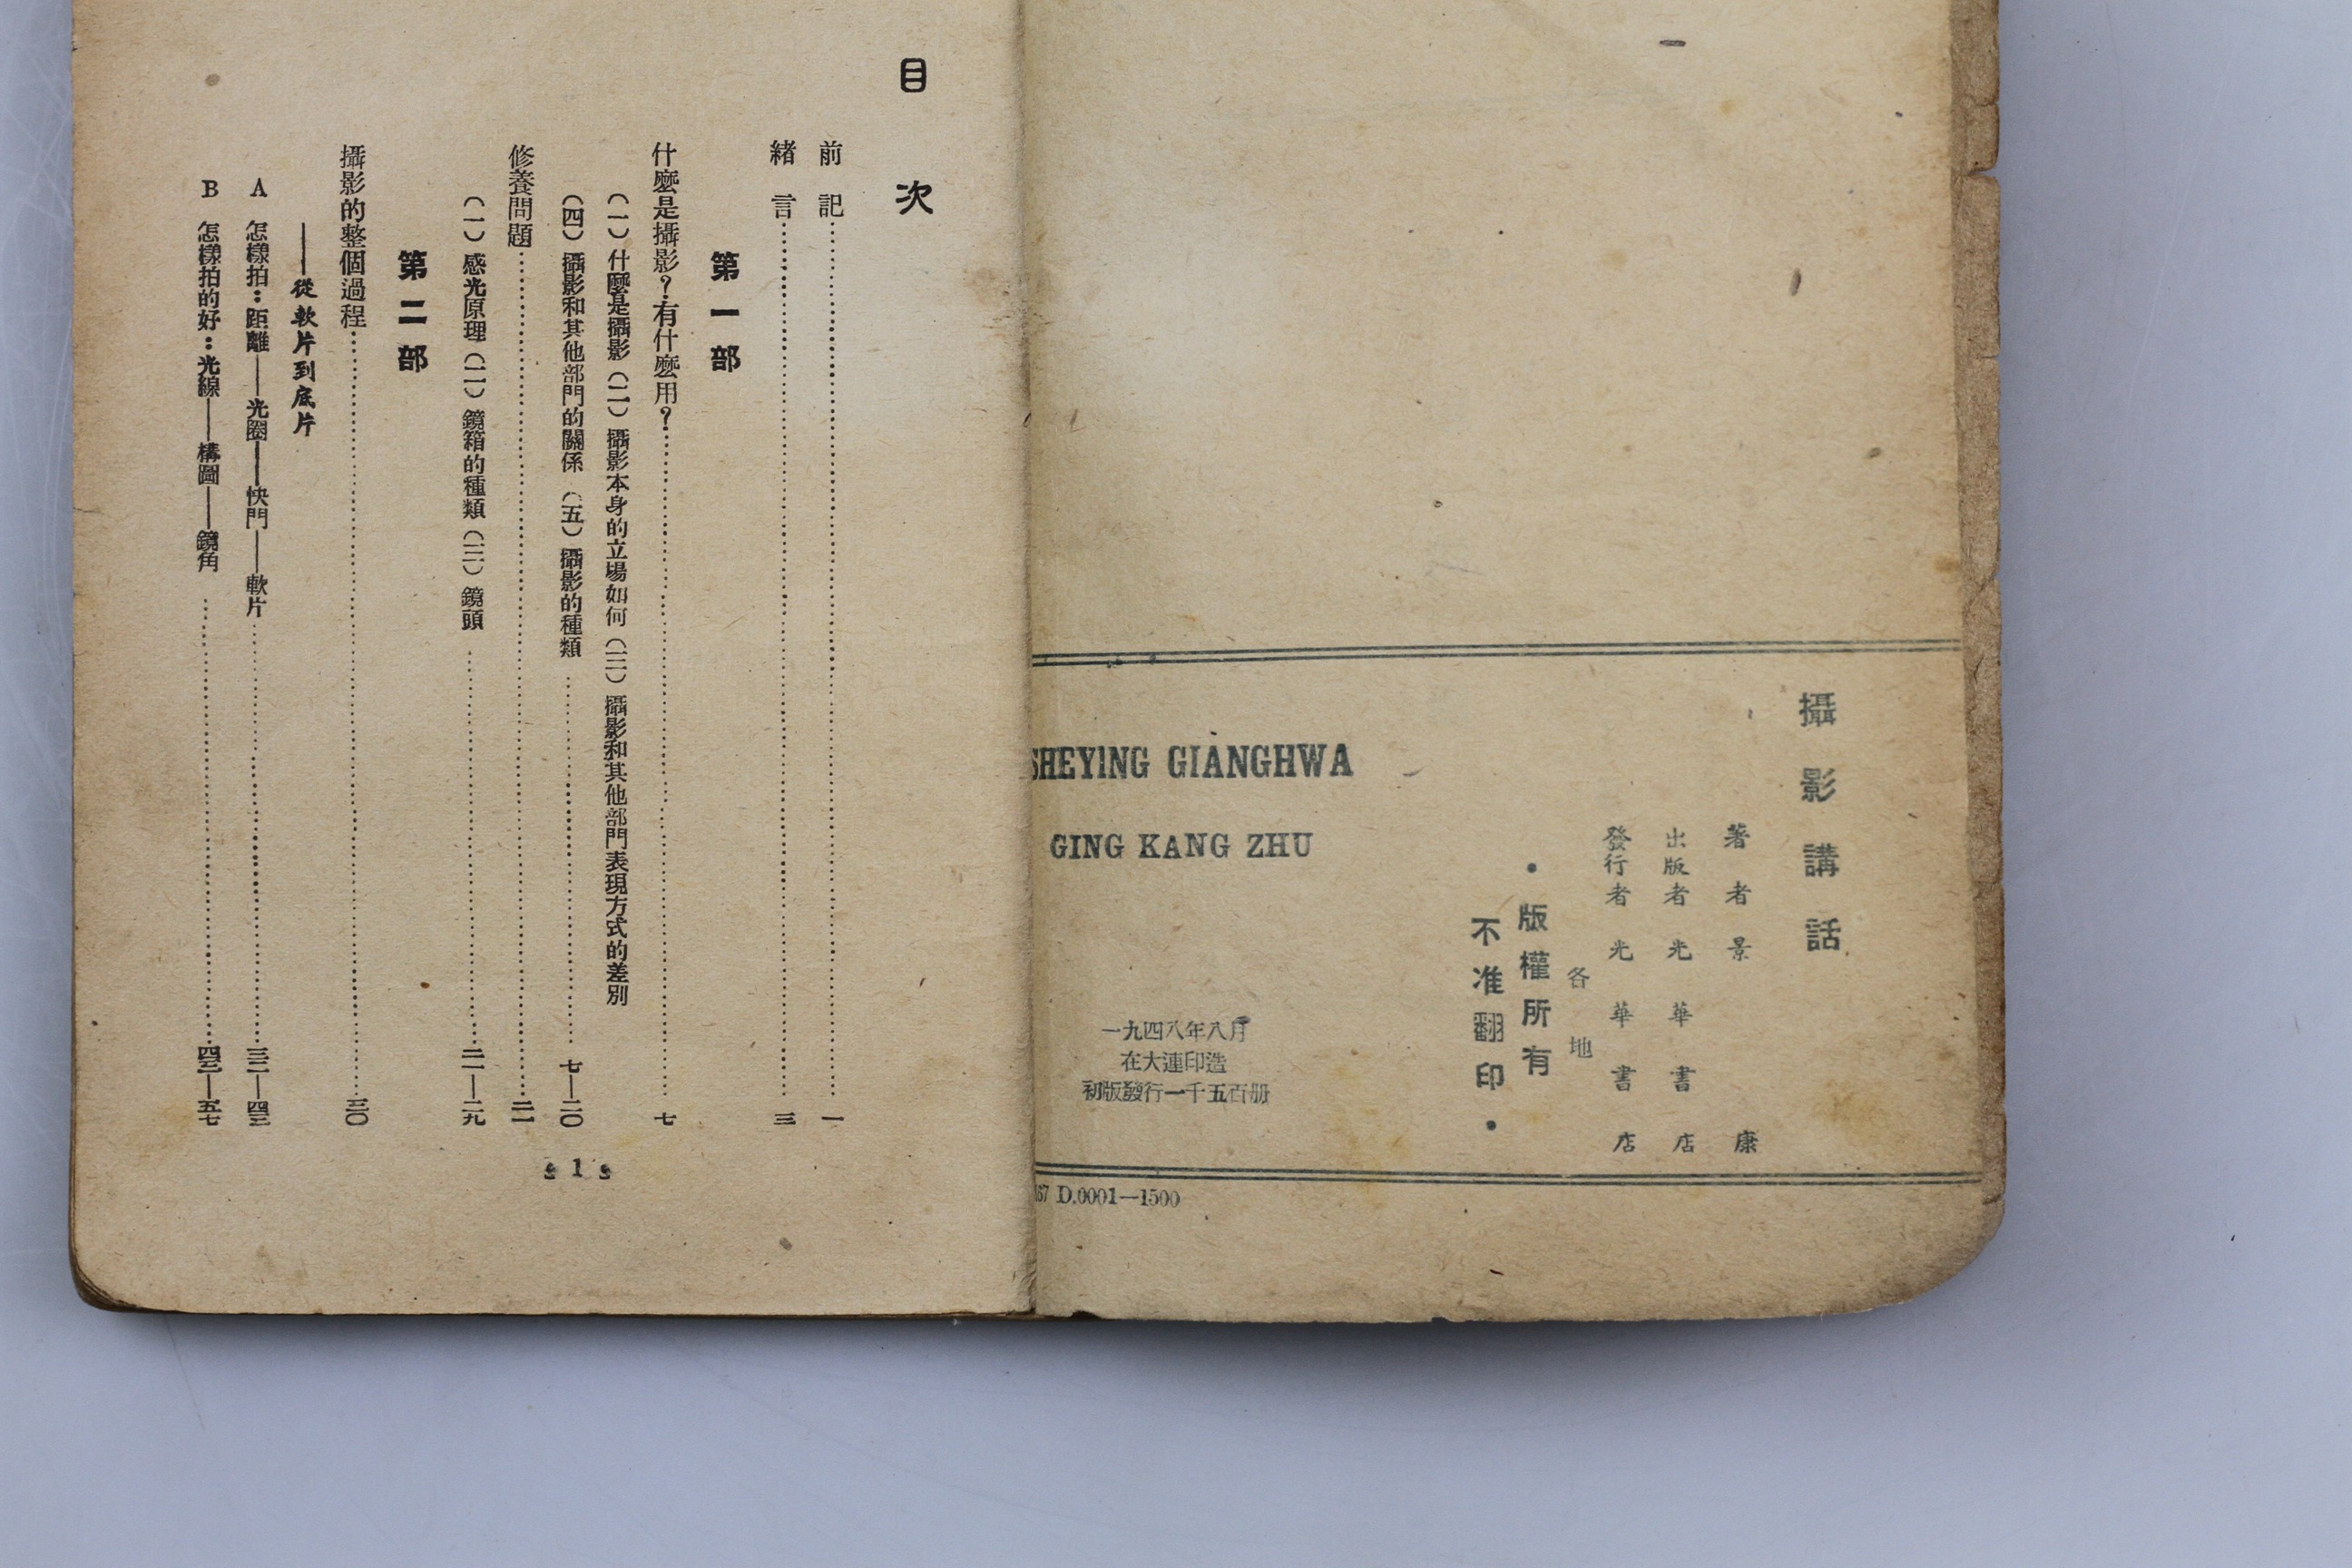 攝影講話
著者 景康
出版者 光華書店
發行者 光華書店
各地
•版權所有
不准翻印•
SHEYING GIANGHWA
GING KANG ZHU
一九四八年八月
在大連印造
初版發行一千五百册
67 D.0001—1500
目次
前記……一
緒言……三
第一部
什麼是攝影？有什麼用？……七
（一）什麼是攝影（二）攝影本身的立場如何（三）攝影和其他部門表現方式的差別
（四）攝影和其他部門的關係（五）攝影的種類……七—二〇
修養問題……二一
（一）感光原理（二）鏡箱的種類（三）鏡頭……二一—二九
第二部
攝影的整個過程……三〇
——從軟片到底片
A 怎樣拍：距離——光圈——快門——軟片……三二—四三
B 怎樣拍的好：光線——構圖——鏡角……四三—五七
1